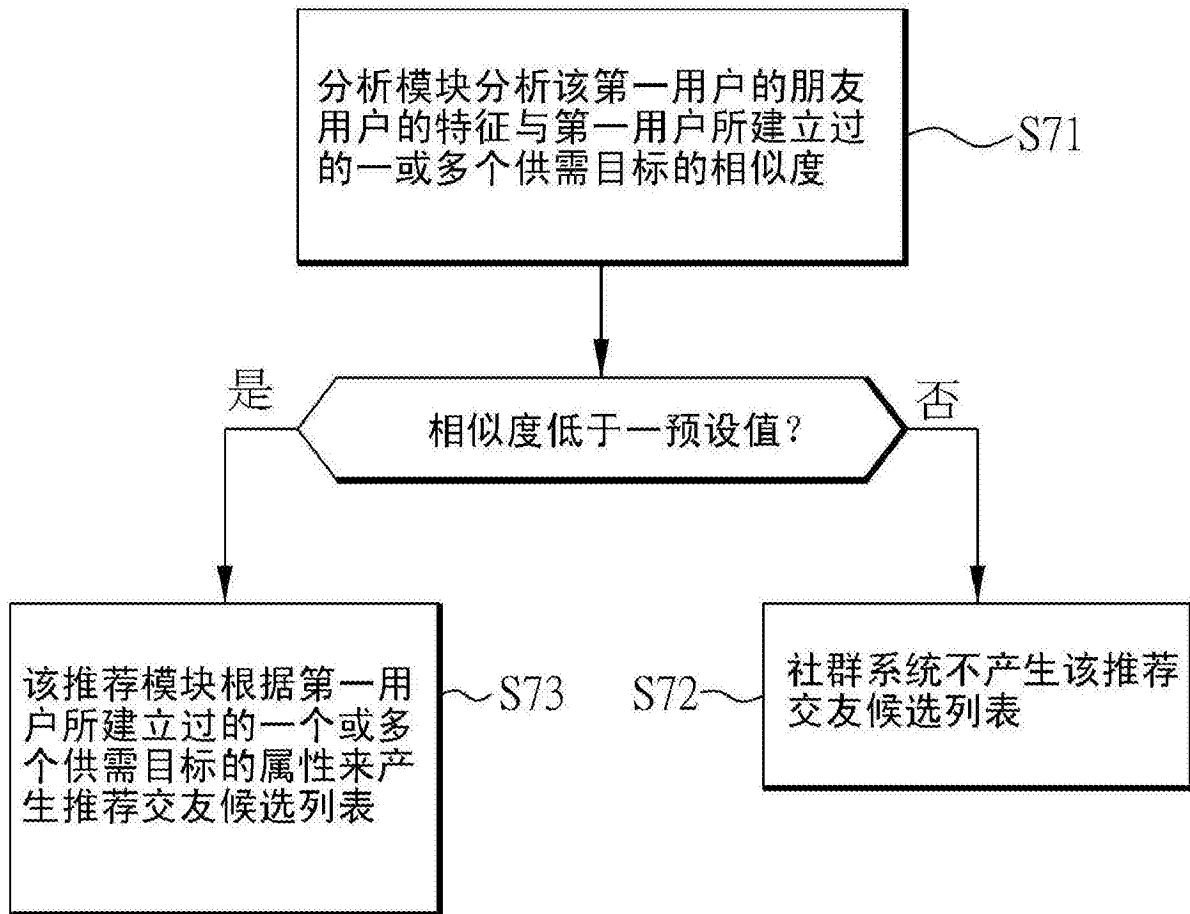 分析模块分析该第一用户的朋友
用户的特征与第一用户所建立过
的一或多个供需目标的相似度
S71
是
相似度低于一预设值?
否
该推荐模块根据第一用
户所建立过的一个或多
个供需目标的属性来产
生推荐交友候选列表
S73
S72
社群系统不产生该推荐
交友候选列表